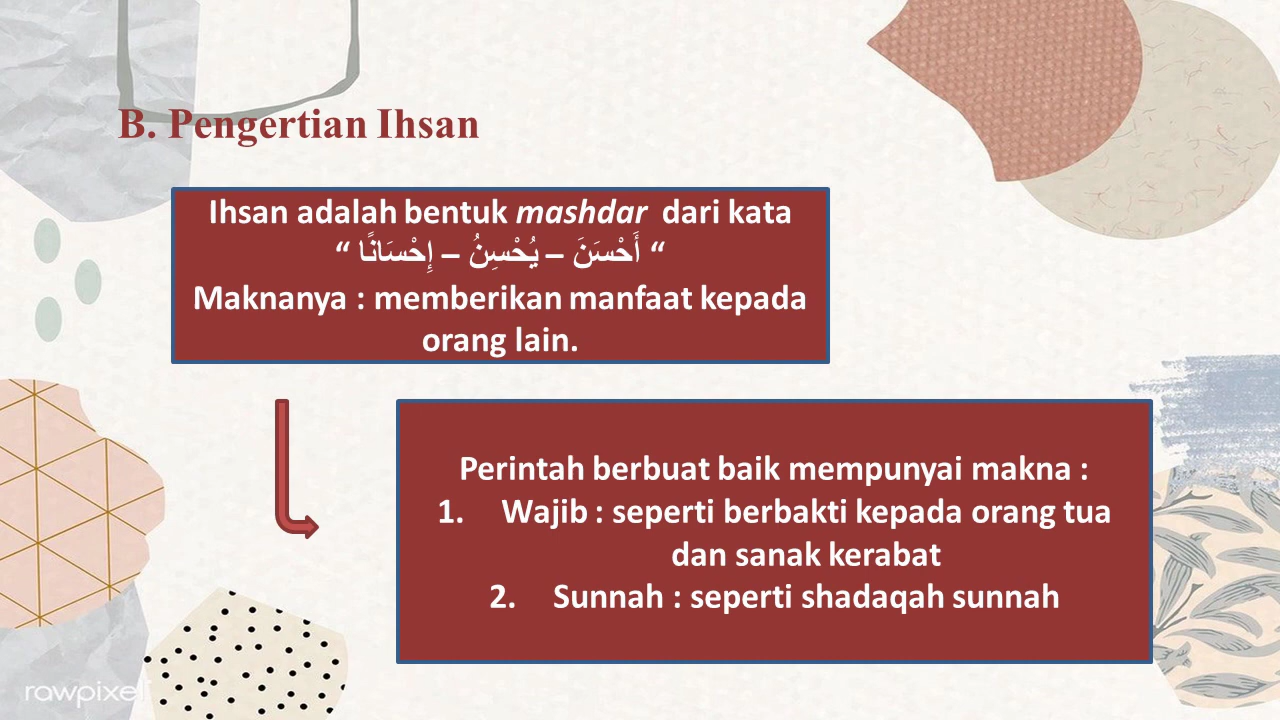 B. Pengertian Ihsan
Ihsan adalah bentuk mashdar dari kata
“ أَحْسَنَ – يُحْسِنُ – إِحْسَانًا “
Maknanya : memberikan manfaat kepada
orang lain.
Perintah berbuat baik mempunyai makna :
1. Wajib : seperti berbakti kepada orang tua
dan sanak kerabat
2. Sunnah : seperti shadaqah sunnah
rawpixel